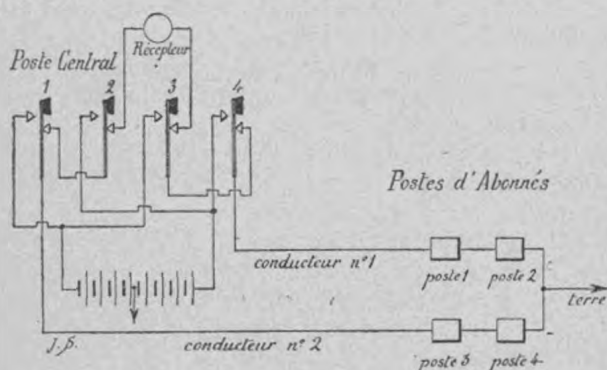 Récepteur
Poste Central
1 2 3 4
Postes d'Abonnés
conducteur n° 1
poste 1 poste 2
terre
J. S.
conducteur n° 2
poste 3 poste 4